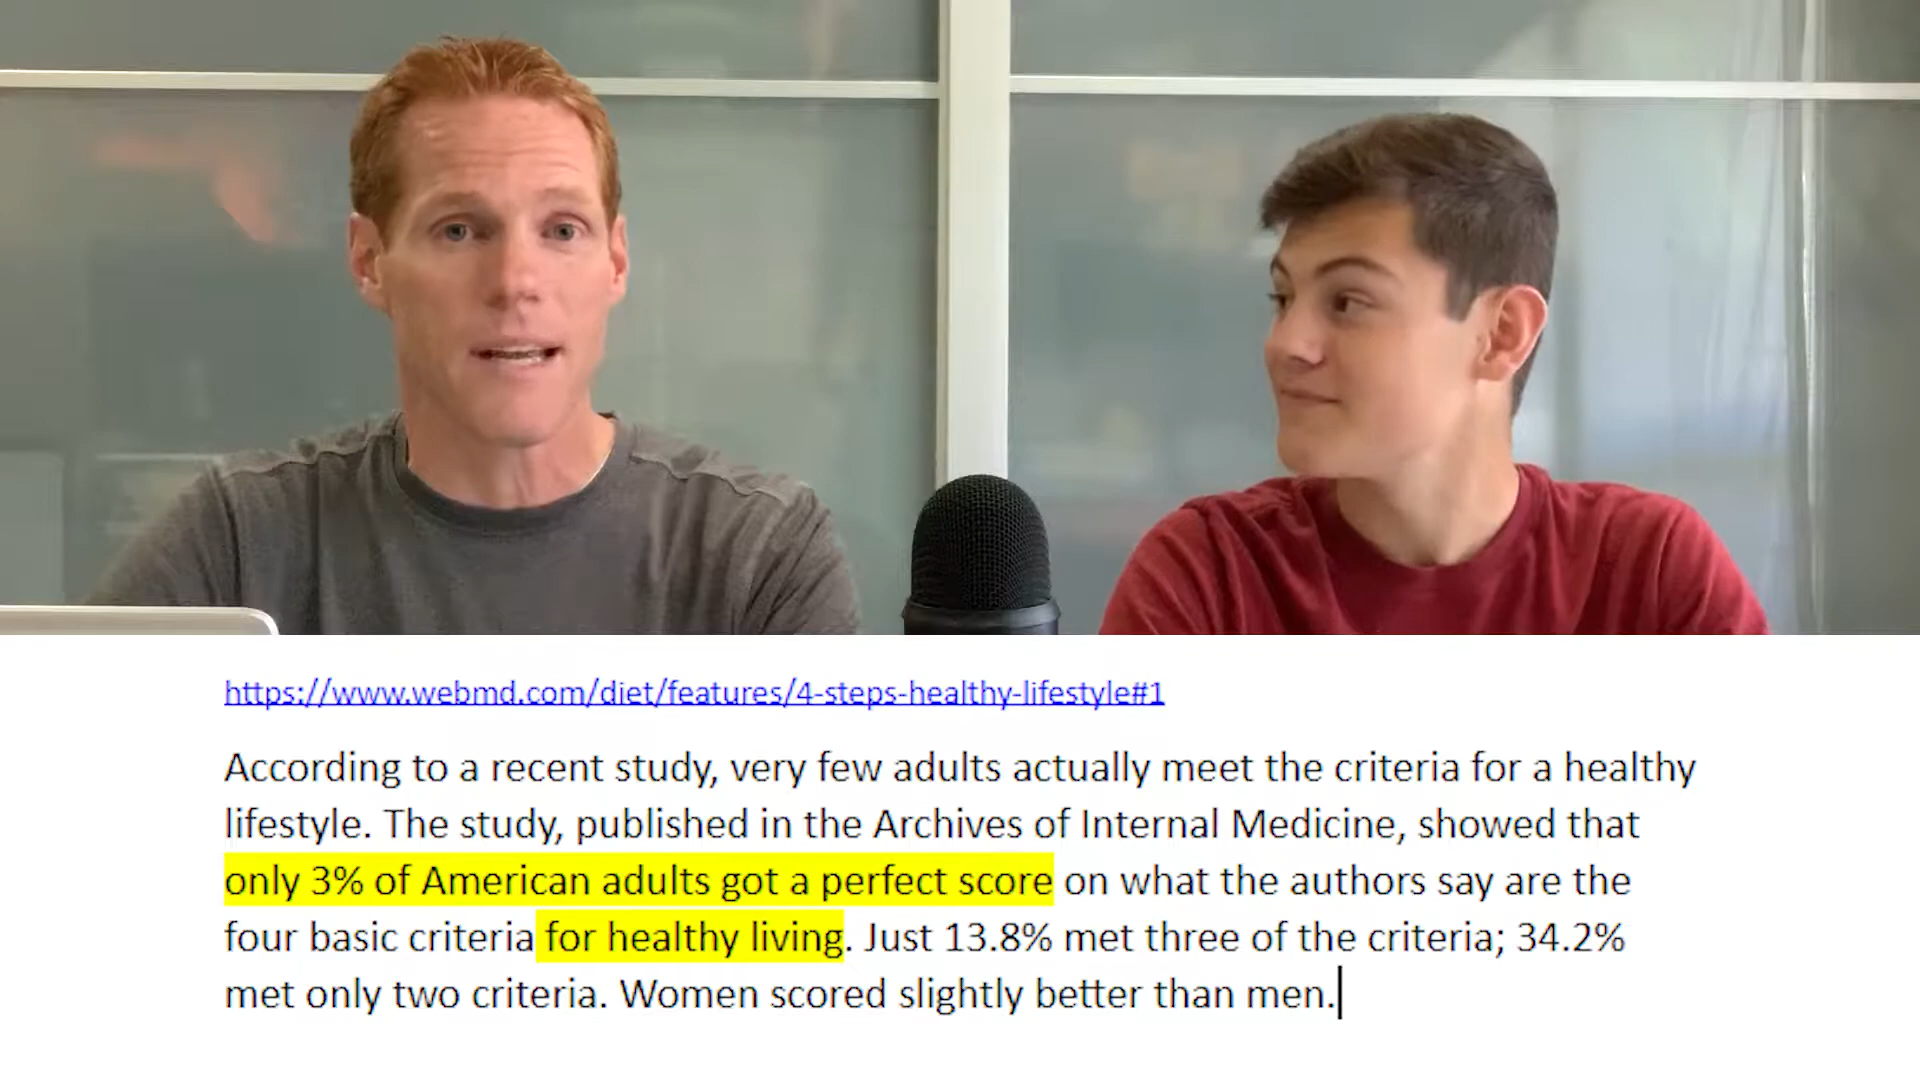 https://www.webmd.com/diet/features/4-steps-healthy-lifestyle#1
According to a recent study, very few adults actually meet the criteria for a healthy
lifestyle. The study, published in the Archives of Internal Medicine, showed that
only 3% of American adults got a perfect score on what the authors say are the
four basic criteria for healthy living. Just 13.8% met three of the criteria; 34.2%
met only two criteria. Women scored slightly better than men.